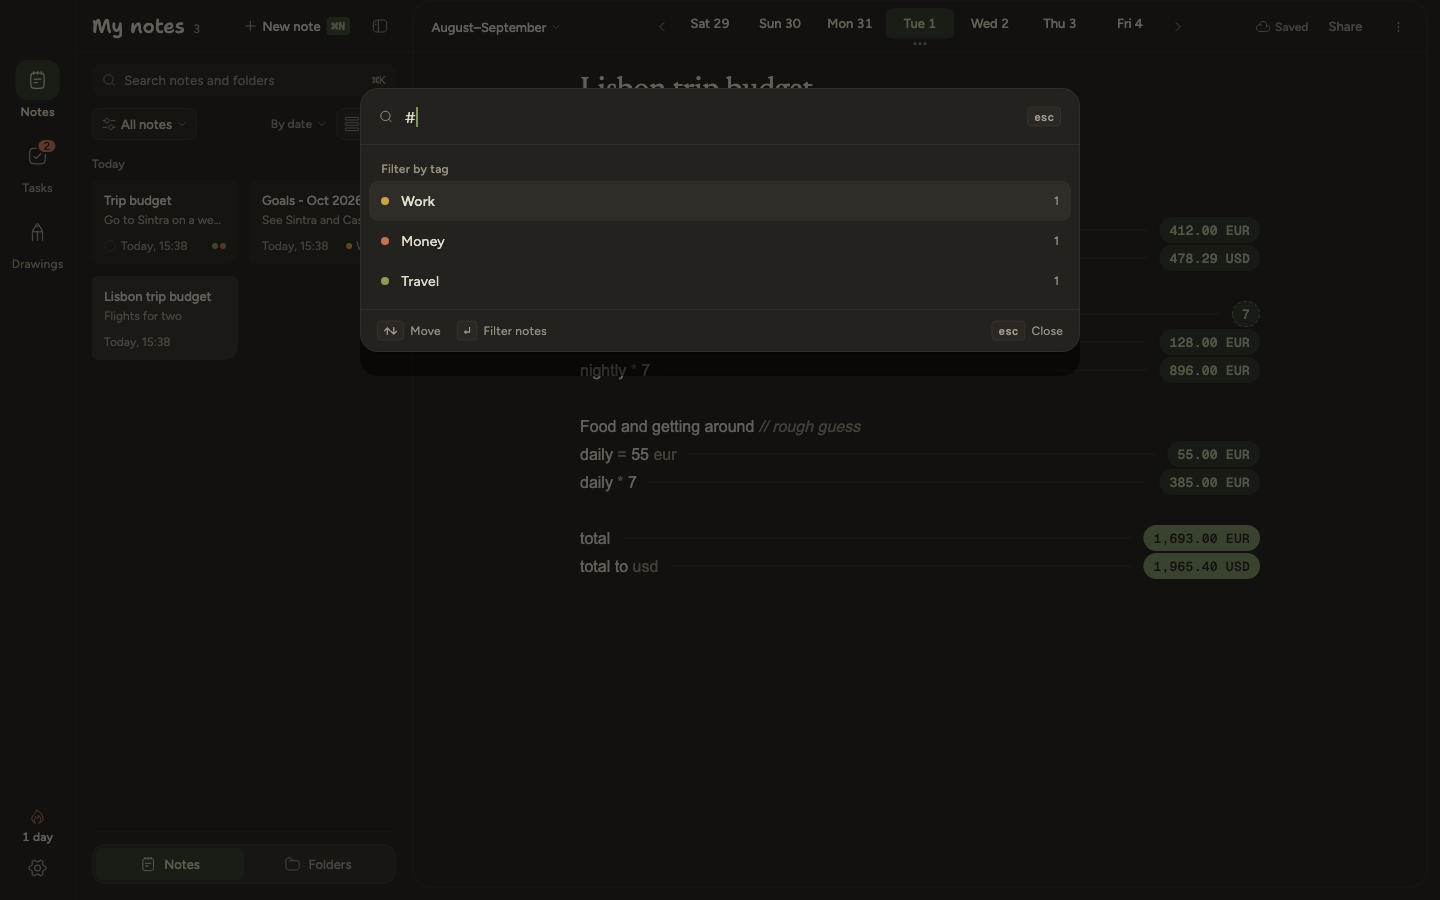 My notes 3
+ New note ⌘N
August–September
Sat 29
Sun 30
Mon 31
Tue 1
Wed 2
Thu 3
Fri 4
Saved
Share
Search notes and folders ⌘K
All notes
By date
Notes
2
Tasks
Drawings
Today
Trip budget
Go to Sintra on a we...
Today, 15:38
Goals - Oct 2026
See Sintra and
Today, 15:38
Lisbon trip budget
Flights for two
Today, 15:38
Lisbon trip budget
#
esc
Filter by tag
Work 1
Money 1
Travel 1
↑↓ Move
↵ Filter notes
esc Close
412.00 EUR
478.29 USD
7
128.00 EUR
nightly * 7 896.00 EUR
Food and getting around // rough guess
daily = 55 eur 55.00 EUR
daily * 7 385.00 EUR
total 1,693.00 EUR
total to usd 1,965.40 USD
1 day
Notes
Folders